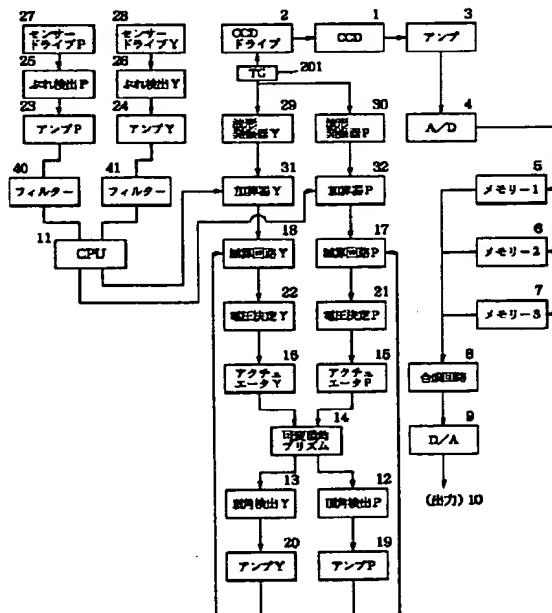 27
センサー
ドライブP
28
センサー
ドライブY
2
CCD
ドライブ
1
CCD
3
アンプ
TG
201
25
ぶれ検出P
26
ぶれ検出Y
23
アンプP
24
アンプY
29
波形
発振器Y
30
波形
発振器P
4
A/D
40
フィルター
41
フィルター
31
加算器Y
32
加算器P
5
メモリー1
11
CPU
18
減算回路Y
17
減算回路P
6
メモリー2
22
電圧決定Y
21
電圧決定P
7
メモリー3
16
アクチュ
エータY
15
アクチュ
エータP
8
合成回路
14
可変頂角
プリズム
9
D/A
13
頂角検出Y
12
頂角検出P
(出力) 10
20
アンプY
19
アンプP